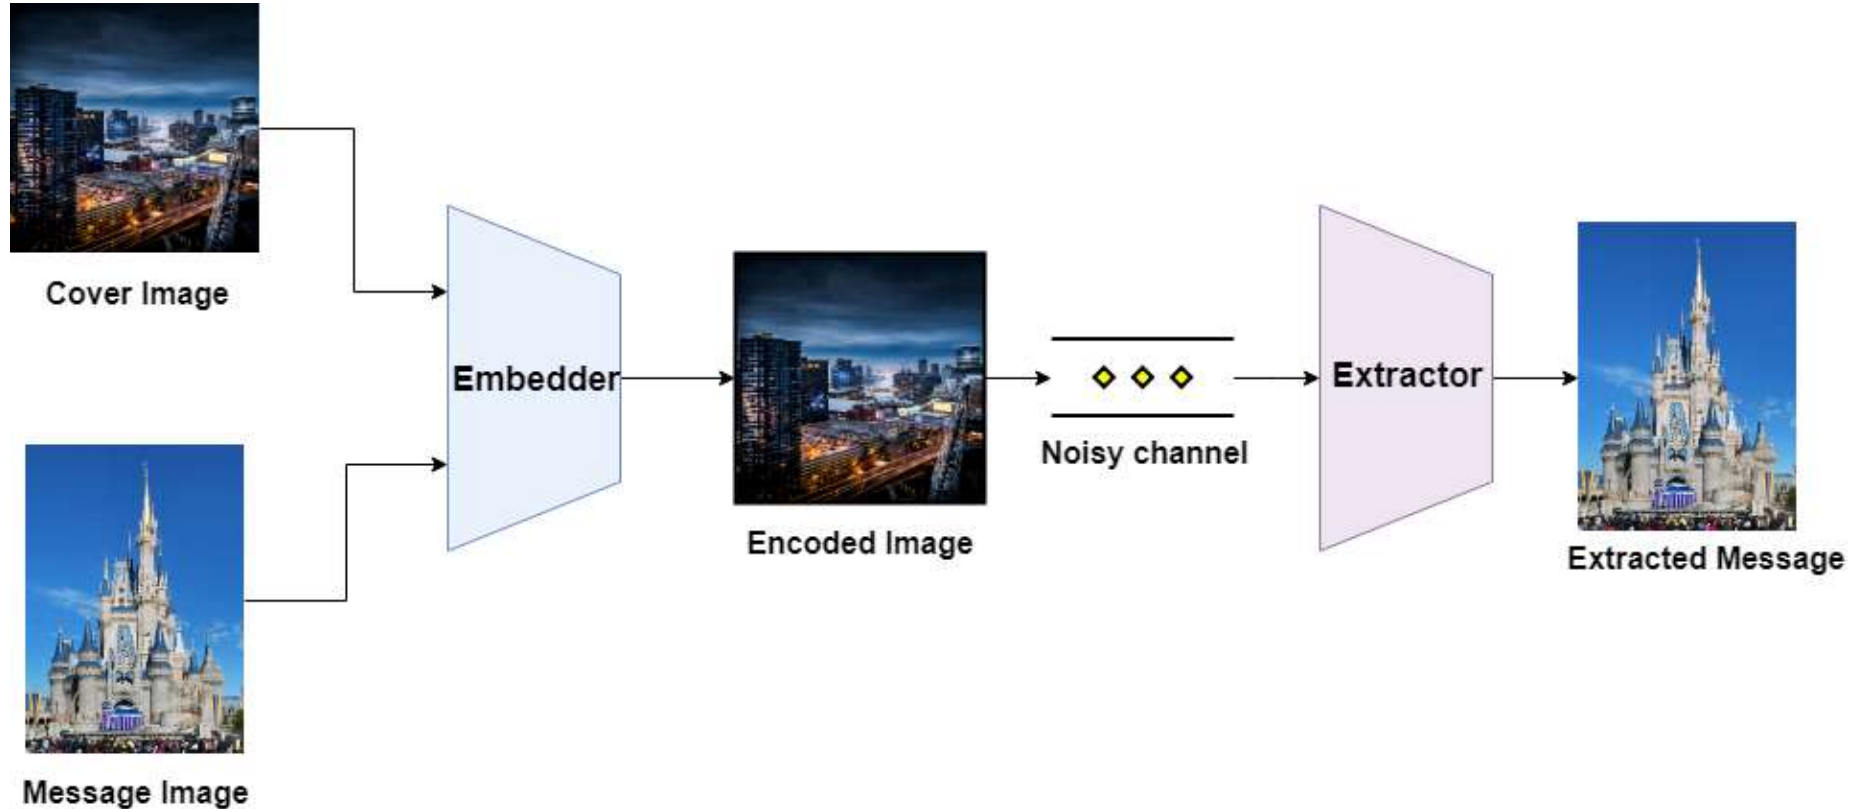 Cover Image
Message Image
Embedder
Encoded Image
Noisy channel
Extractor
Extracted Message